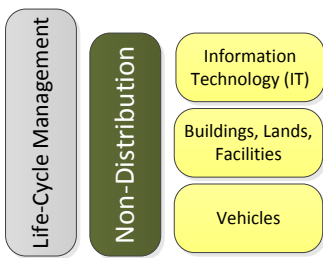 Life-Cycle Management
Non-Distribution
Information
Technology (IT)
Buildings, Lands,
Facilities
Vehicles